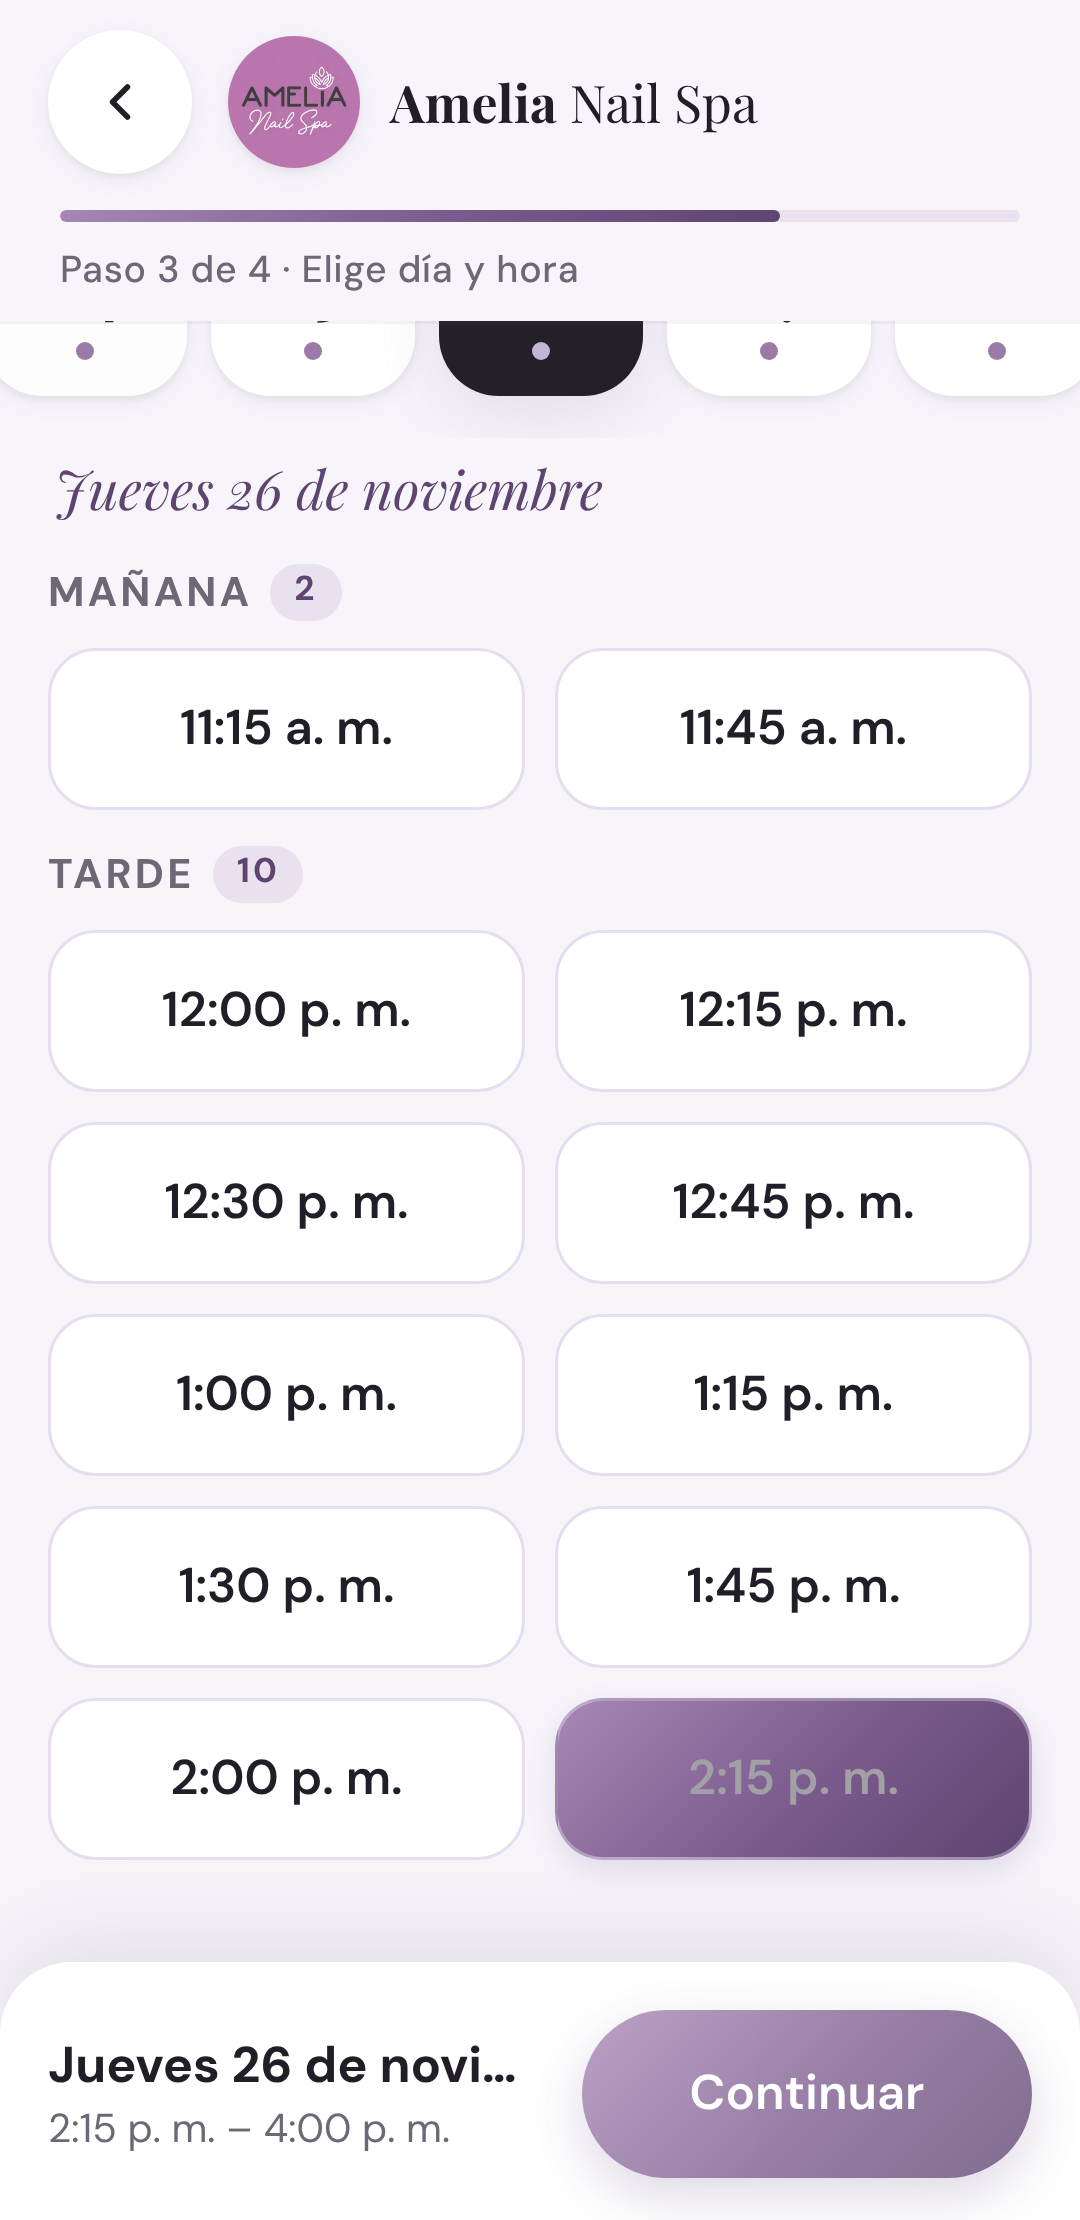 AMELIA
Nail Spa
Amelia Nail Spa
Paso 3 de 4 · Elige día y hora
Jueves 26 de noviembre
MAÑANA 2
11:15 a. m.
11:45 a. m.
TARDE 10
12:00 p. m.
12:15 p. m.
12:30 p. m.
12:45 p. m.
1:00 p. m.
1:15 p. m.
1:30 p. m.
1:45 p. m.
2:00 p. m.
2:15 p. m.
Jueves 26 de novi...
2:15 p. m. – 4:00 p. m.
Continuar